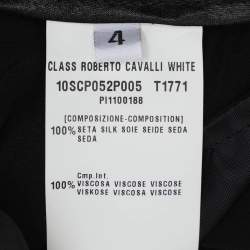 4
CLASS ROBERTO CAVALLI WHITE
10SCP052P005 T1771
PI1100188
[COMPOSIZIONE-COMPOSITION]
100% SETA SILK SOIE SEIDE SEDA
SEDA
Cmp.Int.
100% VISCOSA VISCOSE VISCOSE
VISKOSE VISCOSA VISCOSE